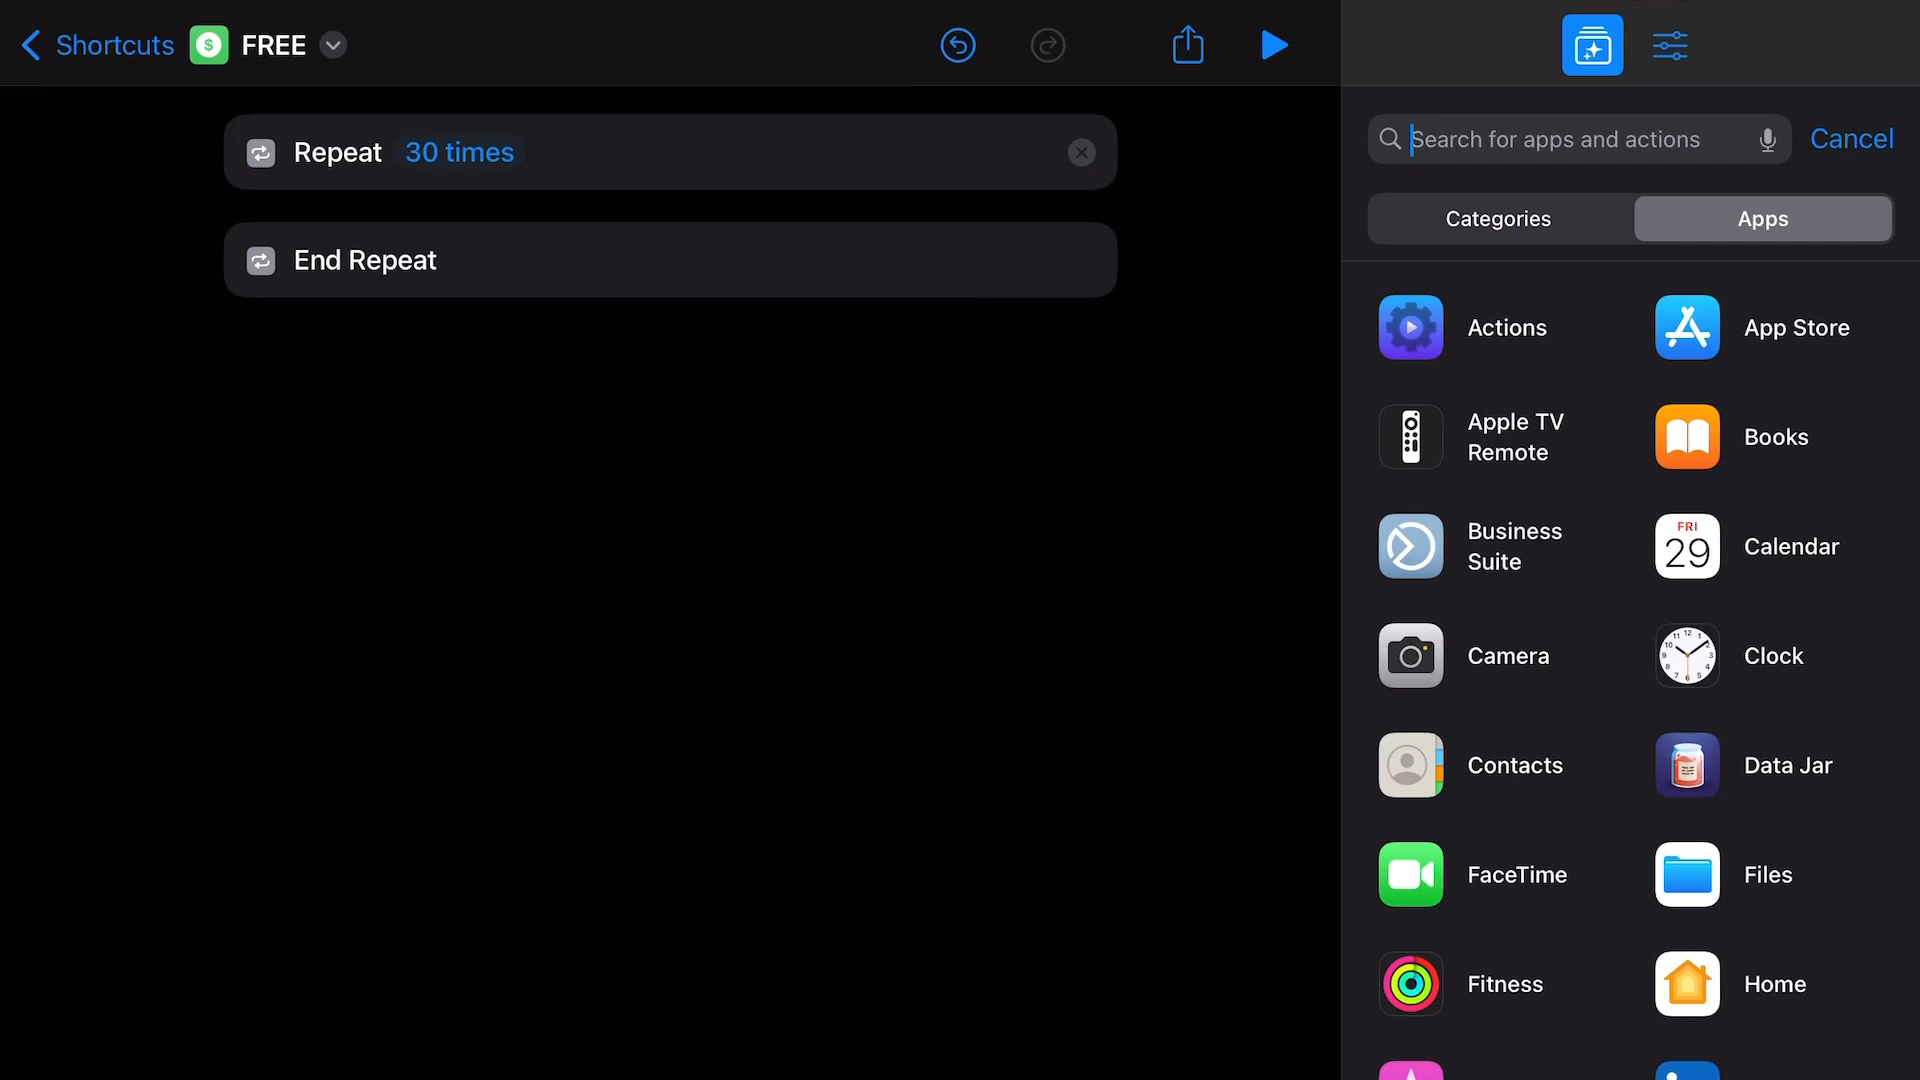 Shortcuts
$
FREE
Repeat 30 times
End Repeat
Search for apps and actions
Cancel
Categories
Apps
Actions
App Store
Apple TV
Remote
Books
Business
Suite
FRI
29
Calendar
Camera
Clock
Contacts
Data Jar
FaceTime
Files
Fitness
Home